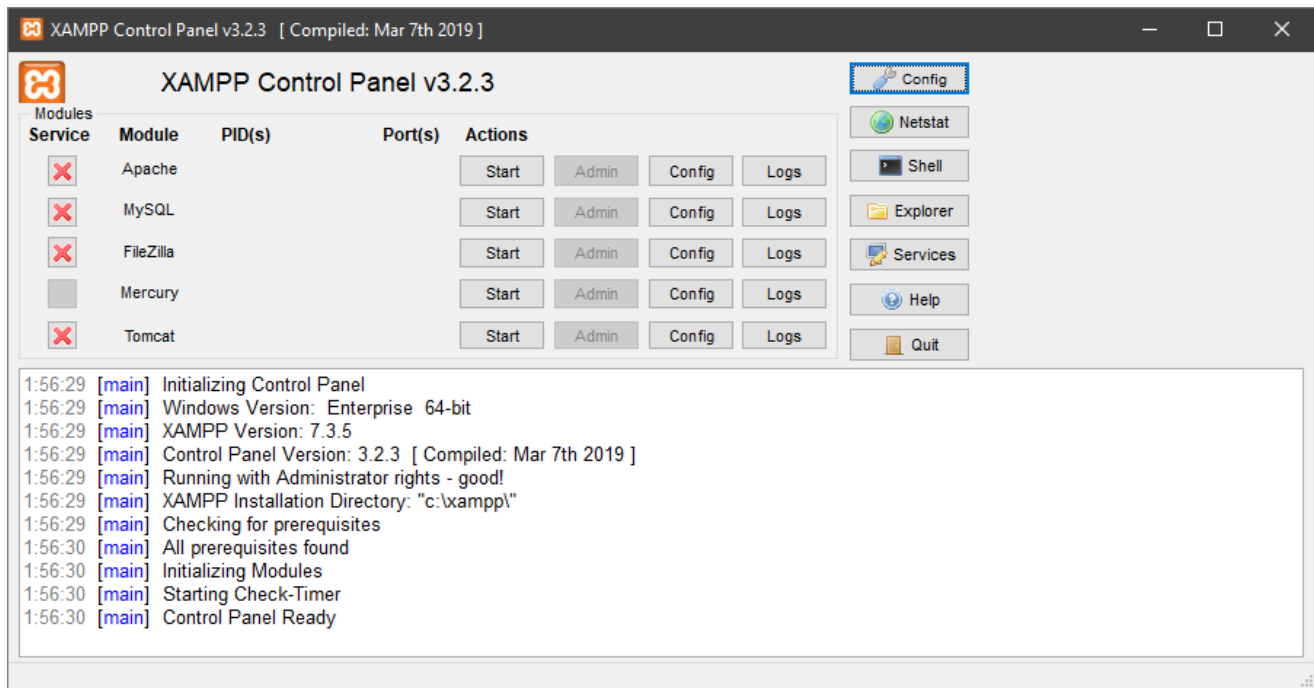 XAMPP Control Panel v3.2.3 [ Compiled: Mar 7th 2019 ]
XAMPP Control Panel v3.2.3
Config
Modules
Service Module PID(s) Port(s) Actions
Netstat
Apache Start Admin Config Logs
Shell
MySQL Start Admin Config Logs
Explorer
FileZilla Start Admin Config Logs
Services
Mercury Start Admin Config Logs
Help
Tomcat Start Admin Config Logs
Quit
1:56:29 [main] Initializing Control Panel
1:56:29 [main] Windows Version: Enterprise 64-bit
1:56:29 [main] XAMPP Version: 7.3.5
1:56:29 [main] Control Panel Version: 3.2.3 [ Compiled: Mar 7th 2019 ]
1:56:29 [main] Running with Administrator rights - good!
1:56:29 [main] XAMPP Installation Directory: "c:\xampp\"
1:56:29 [main] Checking for prerequisites
1:56:30 [main] All prerequisites found
1:56:30 [main] Initializing Modules
1:56:30 [main] Starting Check-Timer
1:56:30 [main] Control Panel Ready